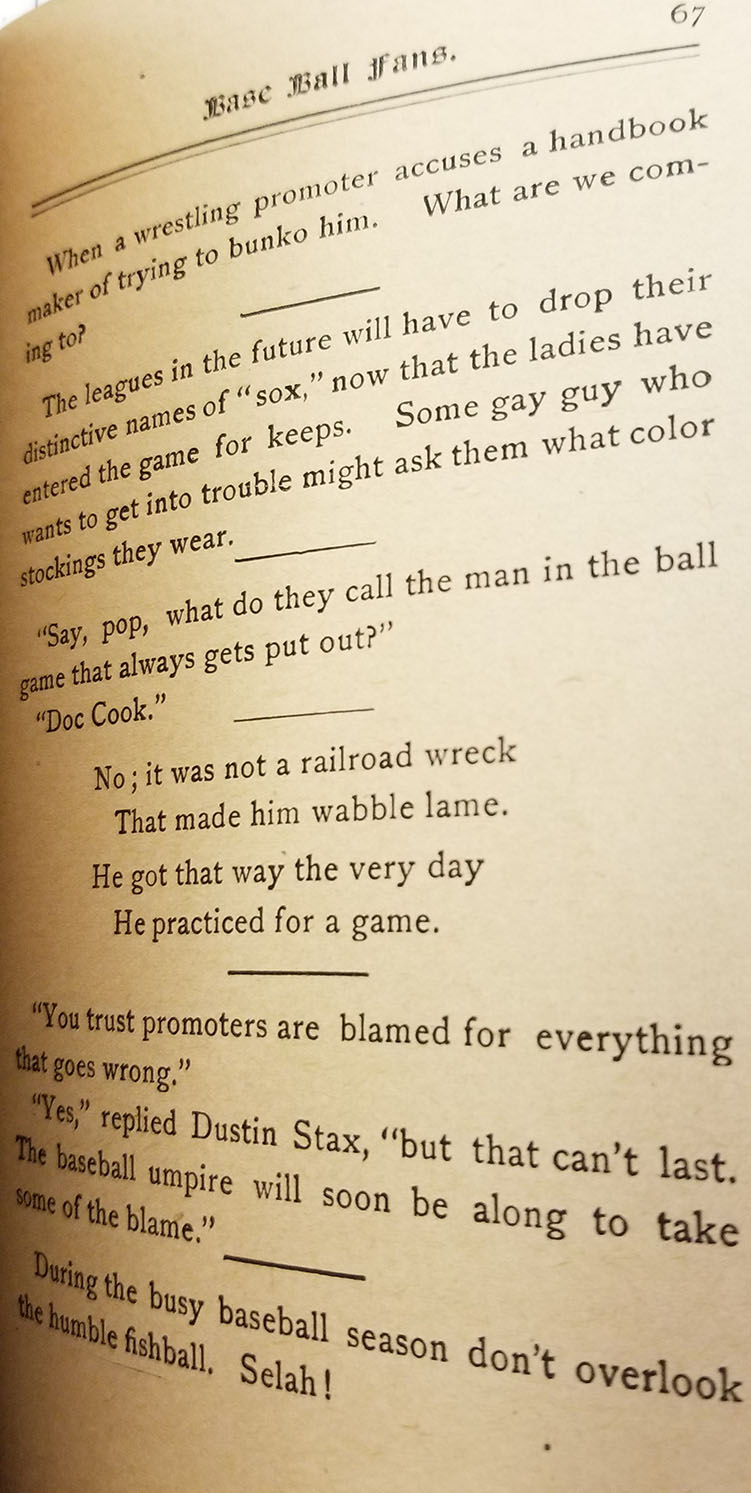 67
Base Ball Fans.
When a wrestling promoter accuses a handbook
maker of trying to bunko him. What are we com-
ing to?
The leagues in the future will have to drop their
distinctive names of “sox,” now that the ladies have
entered the game for keeps. Some gay guy who
wants to get into trouble might ask them what color
stockings they wear.
“Say, pop, what do they call the man in the ball
game that always gets put out?”
“Doc Cook.”
No; it was not a railroad wreck
That made him wabble lame.
He got that way the very day
He practiced for a game.
“You trust promoters are blamed for everything
that goes wrong.”
“Yes,” replied Dustin Stax, “but that can’t last.
The baseball umpire will soon be along to take
some of the blame.”
During the busy baseball season don’t overlook
the humble fishball. Selah!